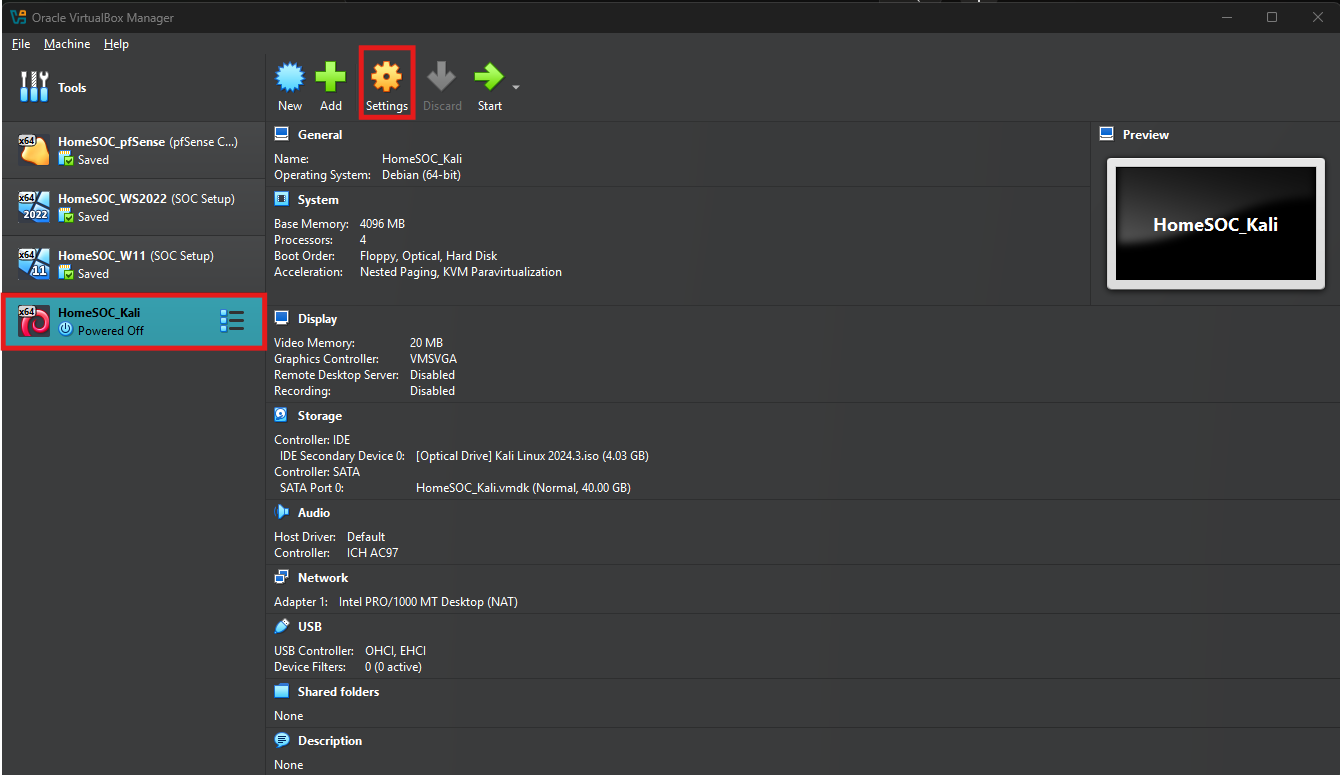 Oracle VirtualBox Manager
File Machine Help
Tools
New Add Settings Discard Start
x64 HomeSOC_pfSense (pfSense C...)
Saved
x64 2022 HomeSOC_WS2022 (SOC Setup)
Saved
x64 11 HomeSOC_W11 (SOC Setup)
Saved
x64 HomeSOC_Kali
Powered Off
General
Name: HomeSOC_Kali
Operating System: Debian (64-bit)
System
Base Memory: 4096 MB
Processors: 4
Boot Order: Floppy, Optical, Hard Disk
Acceleration: Nested Paging, KVM Paravirtualization
Preview
HomeSOC_Kali
Display
Video Memory: 20 MB
Graphics Controller: VMSVGA
Remote Desktop Server: Disabled
Recording: Disabled
Storage
Controller: IDE
IDE Secondary Device 0: [Optical Drive] Kali Linux 2024.3.iso (4.03 GB)
Controller: SATA
SATA Port 0: HomeSOC_Kali.vmdk (Normal, 40.00 GB)
Audio
Host Driver: Default
Controller: ICH AC97
Network
Adapter 1: Intel PRO/1000 MT Desktop (NAT)
USB
USB Controller: OHCI, EHCI
Device Filters: 0 (0 active)
Shared folders
None
Description
None